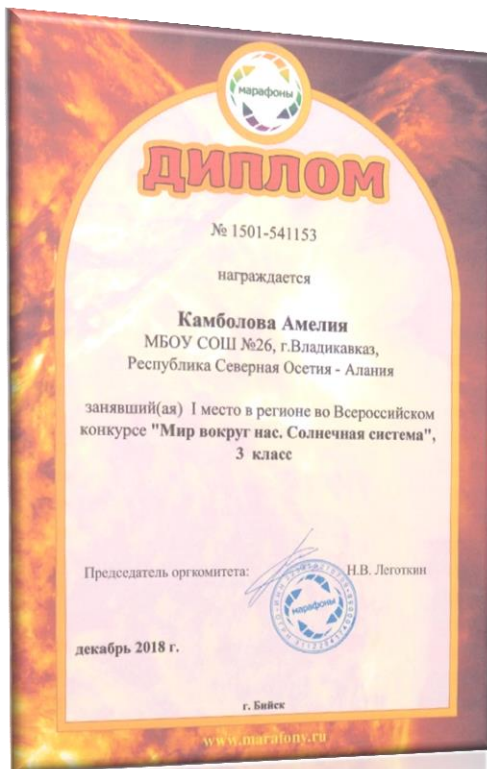 марафоны
ДИПЛОМ
№ 1501-541153
награждается
Камболова Амелия
МБОУ СОШ №26, г.Владикавказ,
Республика Северная Осетия - Алания
занявший(ая) I место в регионе во Всероссийском
конкурсе "Мир вокруг нас. Солнечная система",
3 класс
Председатель оргкомитета:
Н.В. Леготкин
марафоны
декабрь 2018 г.
г. Бийск
www.marafony.ru